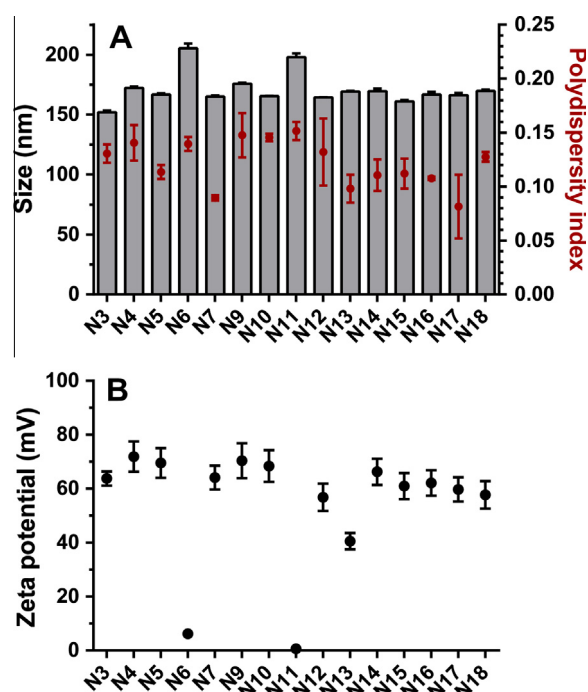 A
Size (nm)
200
150
100
50
0
0.25
0.20
0.15
0.10
0.05
0.00
Polydispersity index
N3 N4 N5 N6 N7 N9 N10 N11 N12 N13 N14 N15 N16 N17 N18
B
Zeta potential (mV)
100
80
60
40
20
0
N3 N4 N5 N6 N7 N9 N10 N11 N12 N13 N14 N15 N16 N17 N18